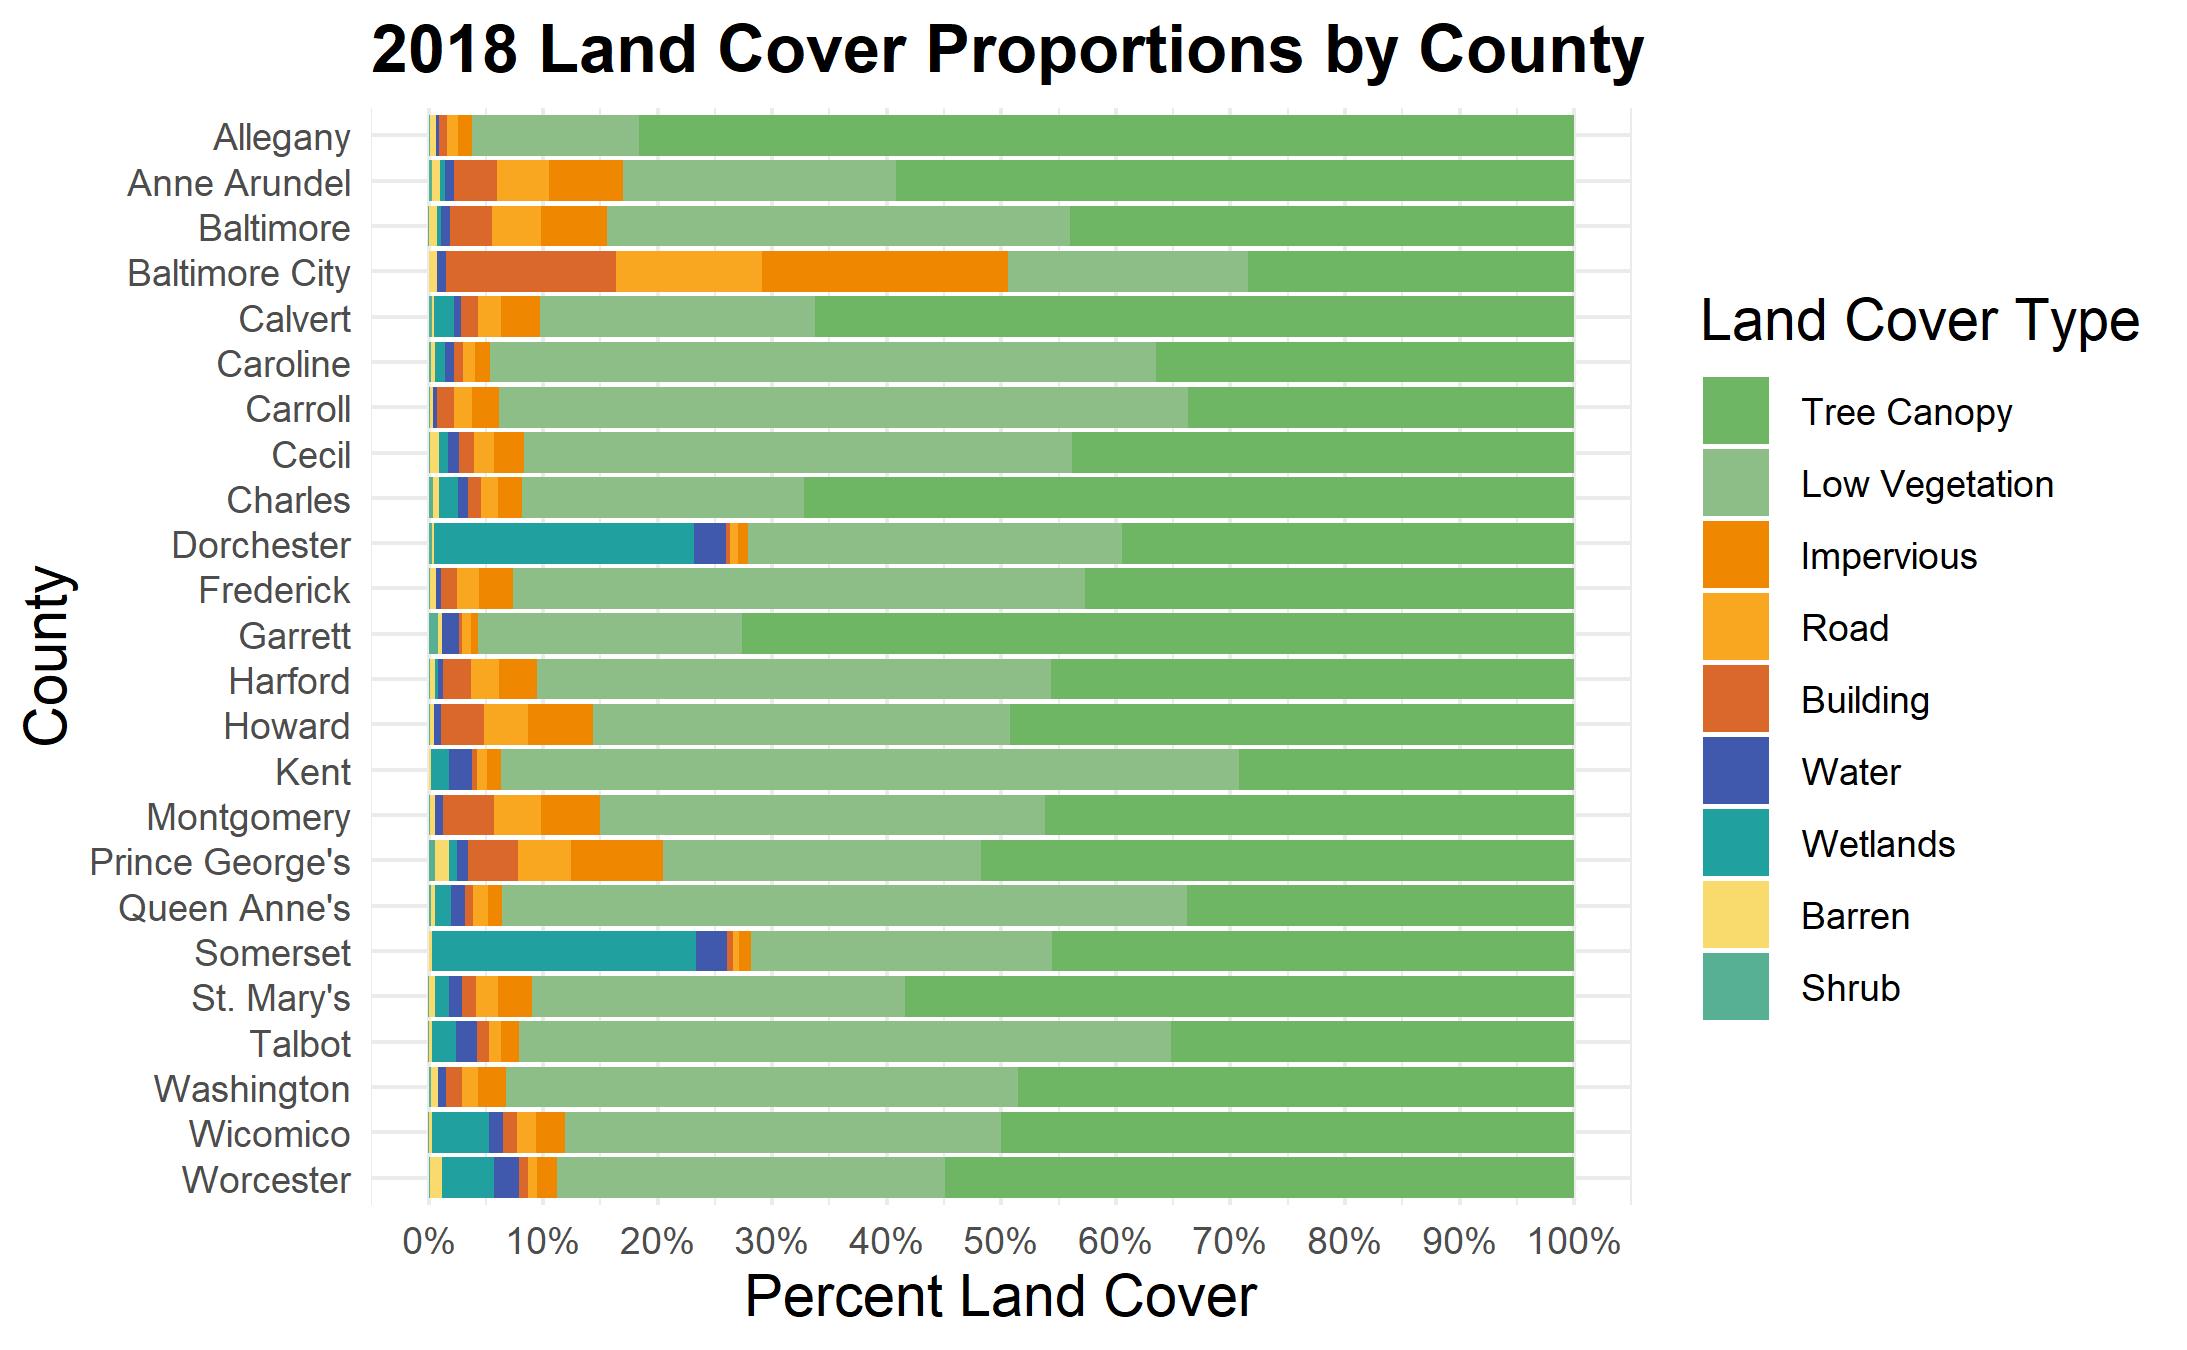 2018 Land Cover Proportions by County
County
Allegany
Anne Arundel
Baltimore
Baltimore City
Calvert
Caroline
Carroll
Cecil
Charles
Dorchester
Frederick
Garrett
Harford
Howard
Kent
Montgomery
Prince George's
Queen Anne's
Somerset
St. Mary's
Talbot
Washington
Wicomico
Worcester
0% 10% 20% 30% 40% 50% 60% 70% 80% 90% 100%
Percent Land Cover
Land Cover Type
Tree Canopy
Low Vegetation
Impervious
Road
Building
Water
Wetlands
Barren
Shrub